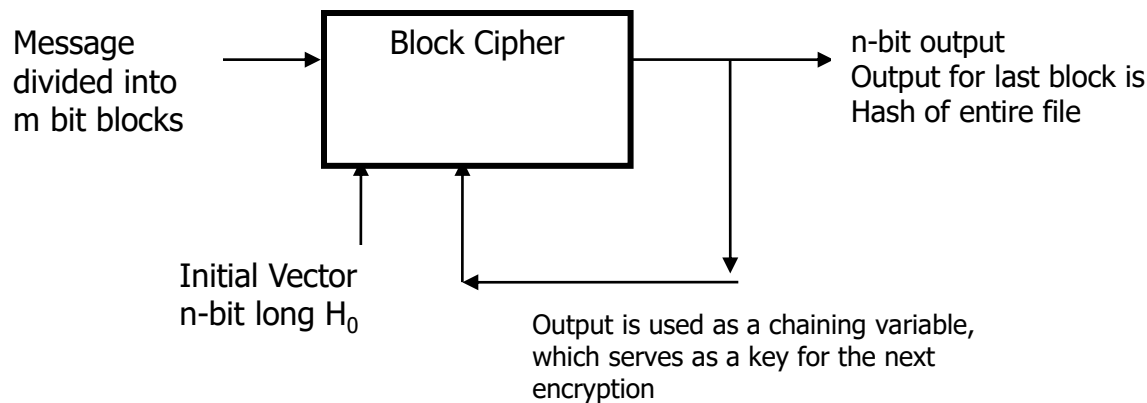 Message
divided into
m bit blocks
Block Cipher
n-bit output
Output for last block is
Hash of entire file
Initial Vector
n-bit long H₀
Output is used as a chaining variable,
which serves as a key for the next
encryption